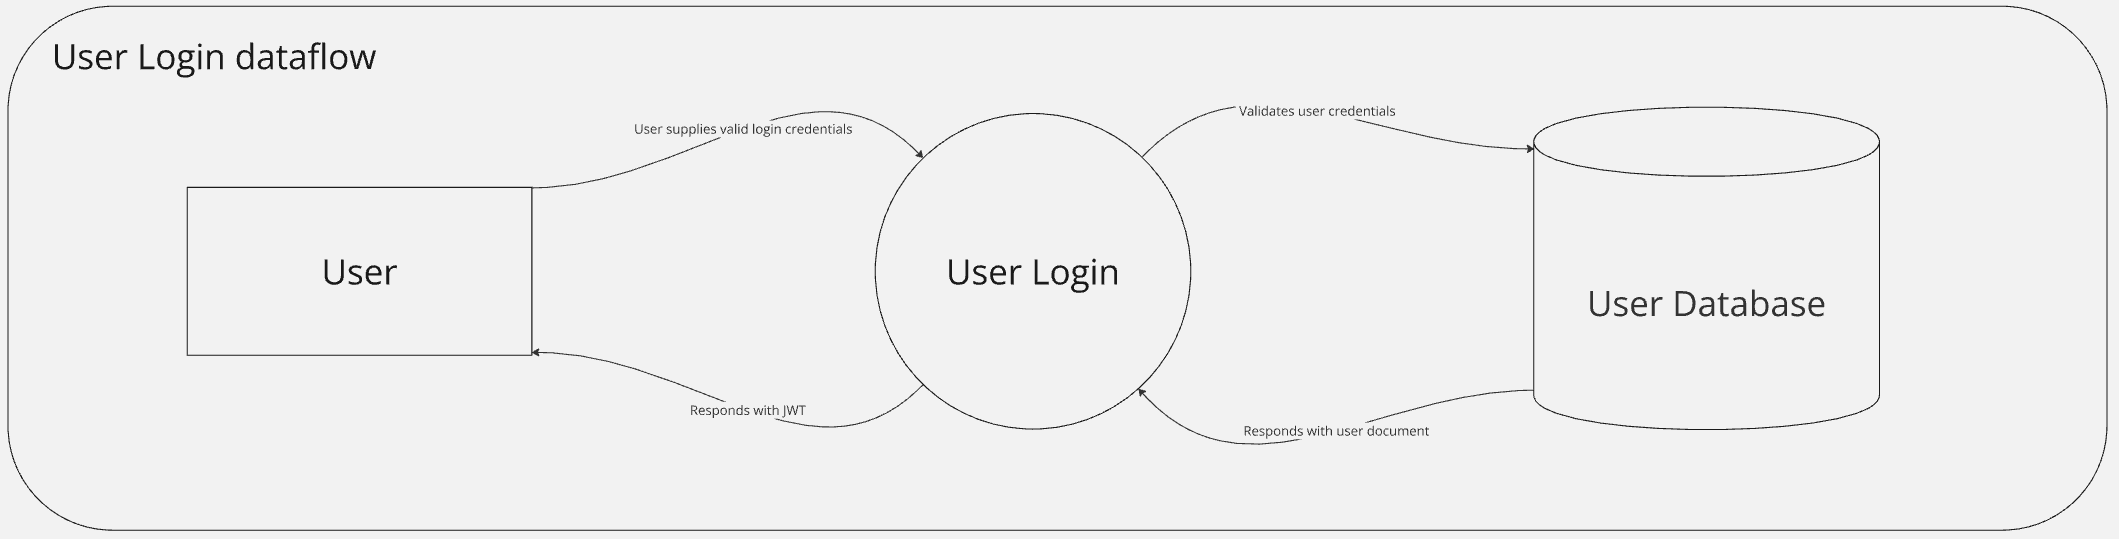 User Login dataflow
User supplies valid login credentials
Validates user credentials
User
User Login
User Database
Responds with JWT
Responds with user document